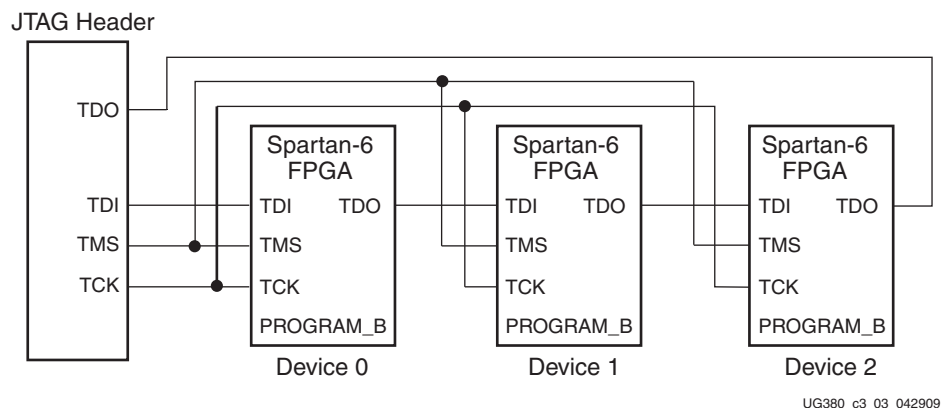 JTAG Header
TDO
TDI
TMS
TCK
Spartan-6
FPGA
TDI TDO
TMS
TCK
PROGRAM_B
Device 0
Spartan-6
FPGA
TDI TDO
TMS
TCK
PROGRAM_B
Device 1
Spartan-6
FPGA
TDI TDO
TMS
TCK
PROGRAM_B
Device 2
UG380_c3_03_042909